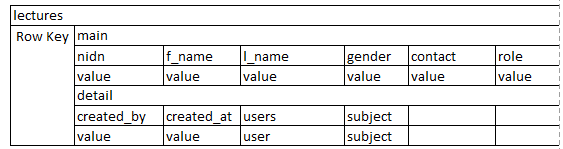 lectures
Row Key main
nidn f_name l_name gender contact role
value value value value value value
detail
created_by created_at users subject
value value user subject